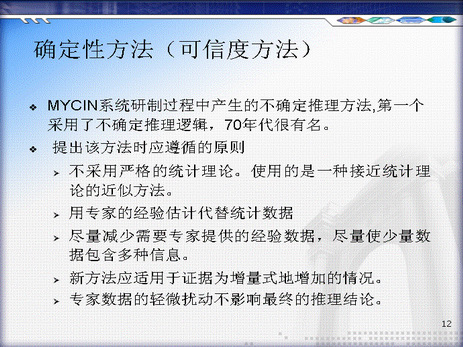 确定性方法（可信度方法）
MYCIN系统研制过程中产生的不确定推理方法,第一个
采用了不确定推理逻辑，70年代很有名。
提出该方法时应遵循的原则
不采用严格的统计理论。使用的是一种接近统计理
论的近似方法。
用专家的经验估计代替统计数据
尽量减少需要专家提供的经验数据，尽量使少量数
据包含多种信息。
新方法应适用于证据为增量式地增加的情况。
专家数据的轻微扰动不影响最终的推理结论。
12